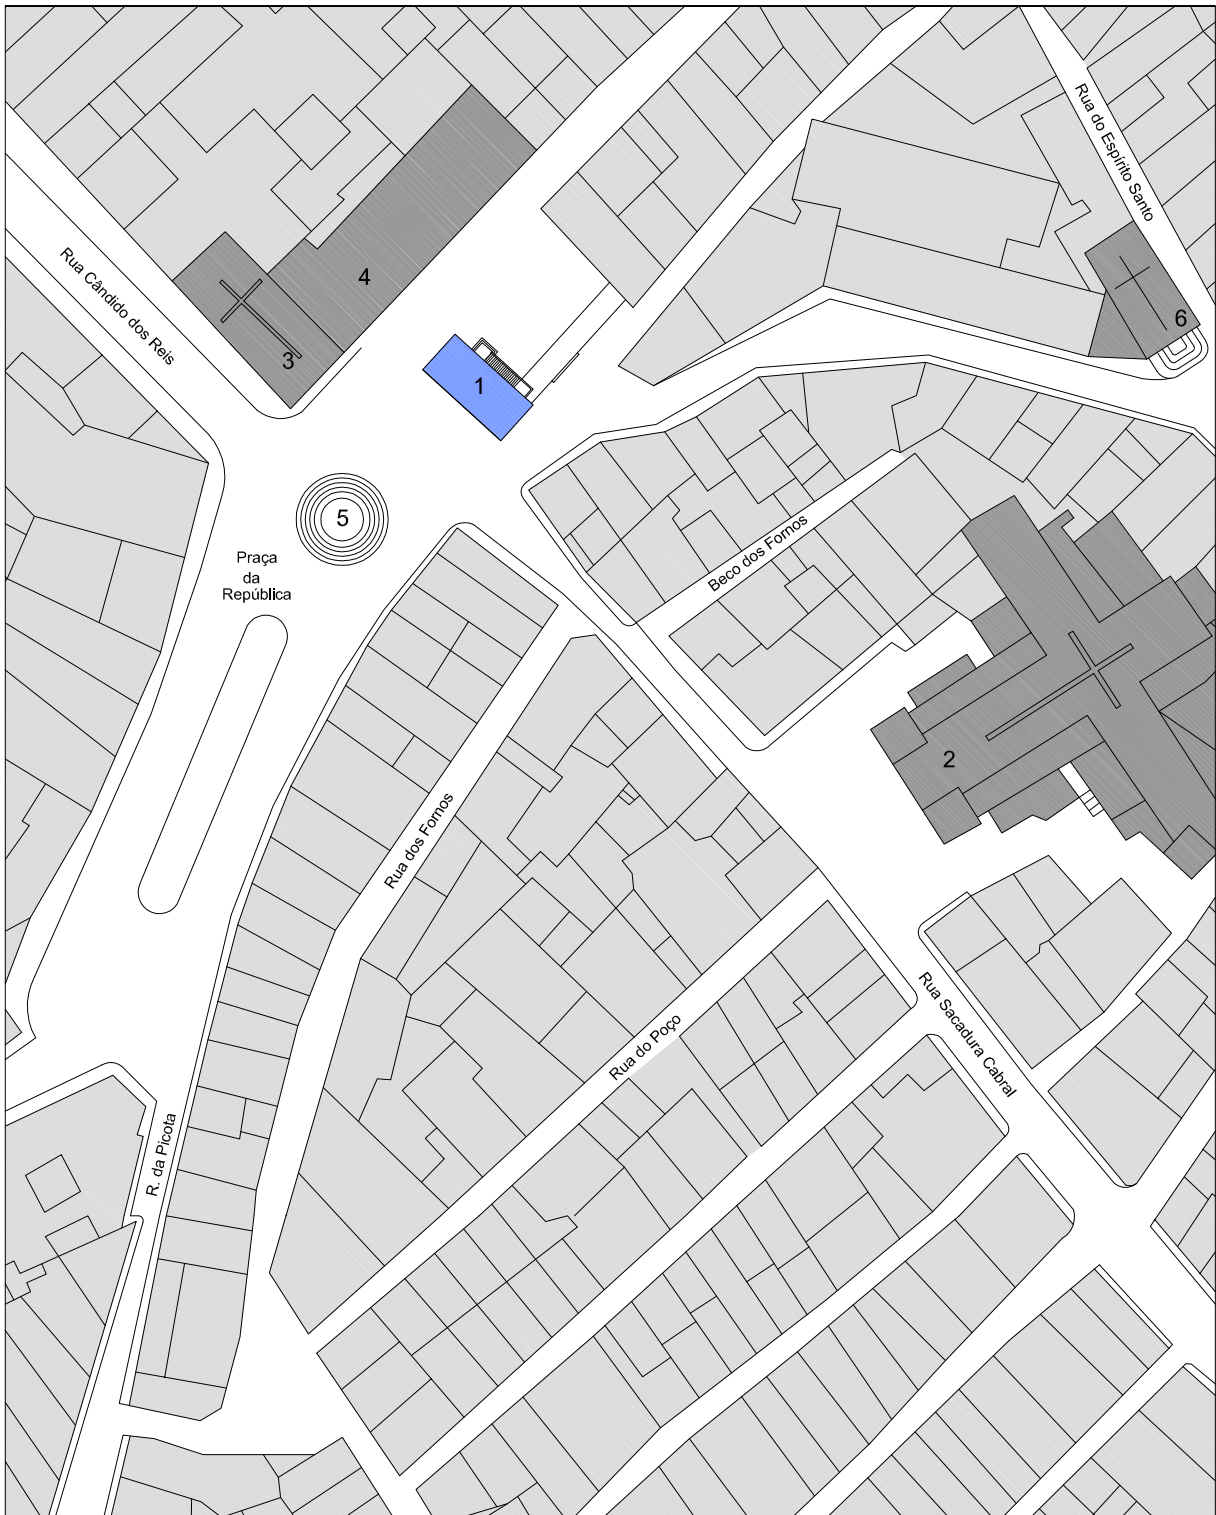 Rua do Espírito Santo
4
Rua Cândido dos Reis
6
3
1
5
Praça
da
República
Beco dos Fornos
2
Rua dos Fornos
Rua do Poço
Rua Sacadura Cabral
R. da Picota